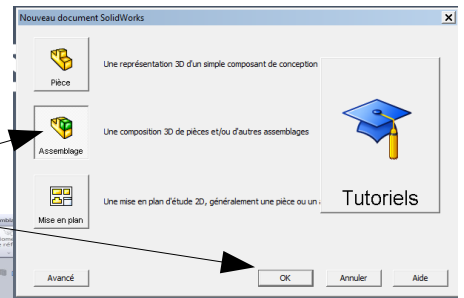 Nouveau document SolidWorks
Pièce
Une représentation 3D d'un simple composant de conception
Assemblage
Une composition 3D de pièces et/ou d'autres assemblages
Mise en plan
Une mise en plan d'étude 2D, généralement une pièce ou un
Tutoriels
Avancé
OK
Annuler
Aide